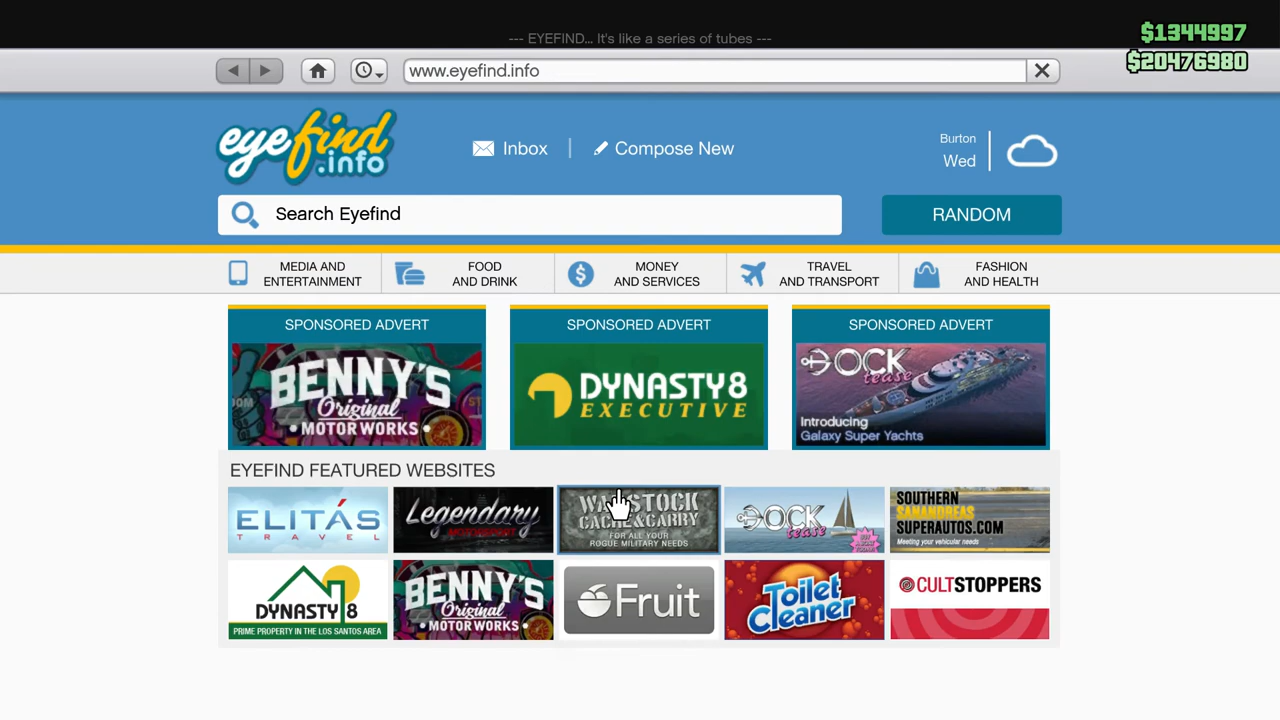 --- EYEFIND... It's like a series of tubes ---
$1344997
$20476980
www.eyefind.info
eyefind
.info
Inbox
Compose New
Burton
Wed
Search Eyefind
RANDOM
MEDIA AND
ENTERTAINMENT
FOOD
AND DRINK
MONEY
AND SERVICES
TRAVEL
AND TRANSPORT
FASHION
AND HEALTH
SPONSORED ADVERT
BENNY'S
Original
• MOTOR WORKS •
SPONSORED ADVERT
DYNASTY 8
EXECUTIVE
SPONSORED ADVERT
DOCK
tease
Introducing
Galaxy Super Yachts
EYEFIND FEATURED WEBSITES
ELITÁS
TRAVEL
Legendary
MOTORSPORT
CACHE & CARRY
FOR ALL YOUR
ROGUE MILITARY NEEDS
DOCK
tease
SOUTHERN
SANANDREAS
SUPERAUTOS.COM
Meeting your vehicular needs
DYNASTY 8
PRIME PROPERTY IN THE LOS SANTOS AREA
BENNY'S
Original
• MOTOR WORKS •
Fruit
Toilet
Cleaner
CULTSTOPPERS